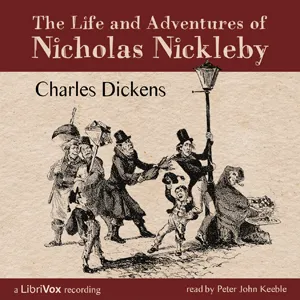 The Life and Adventures of
Nicholas Nickleby
Charles Dickens
a LibriVox recording
read by Peter John Keeble